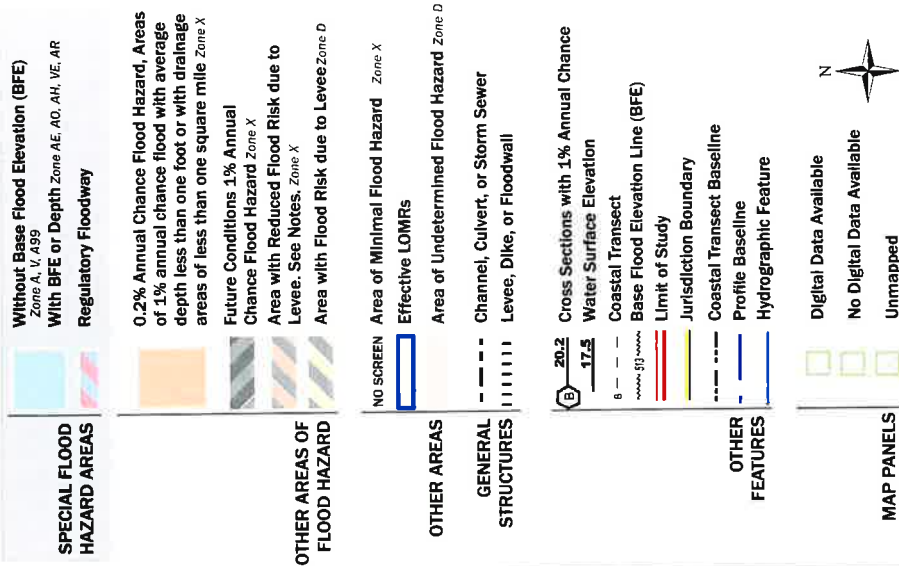 SPECIAL FLOOD
HAZARD AREAS
Without Base Flood Elevation (BFE)
Zone A, V, A99
With BFE or Depth Zone AE, AO, AH, VE, AR
Regulatory Floodway
OTHER AREAS OF
FLOOD HAZARD
0.2% Annual Chance Flood Hazard, Areas
of 1% annual chance flood with average
depth less than one foot or with drainage
areas of less than one square mile Zone X
Future Conditions 1% Annual
Chance Flood Hazard Zone X
Area with Reduced Flood Risk due to
Levee. See Notes. Zone X
Area with Flood Risk due to Levee Zone D
OTHER AREAS
NO SCREEN Area of Minimal Flood Hazard Zone X
Effective LOMRs
Area of Undetermined Flood Hazard Zone D
GENERAL
STRUCTURES
Channel, Culvert, or Storm Sewer
Levee, Dike, or Floodwall
B 20.2 Cross Sections with 1% Annual Chance
17.5 Water Surface Elevation
8 Coastal Transect
513 Base Flood Elevation Line (BFE)
Limit of Study
Jurisdiction Boundary
Coastal Transect Baseline
OTHER
FEATURES
Profile Baseline
Hydrographic Feature
MAP PANELS
Digital Data Available
No Digital Data Available
Unmapped
N